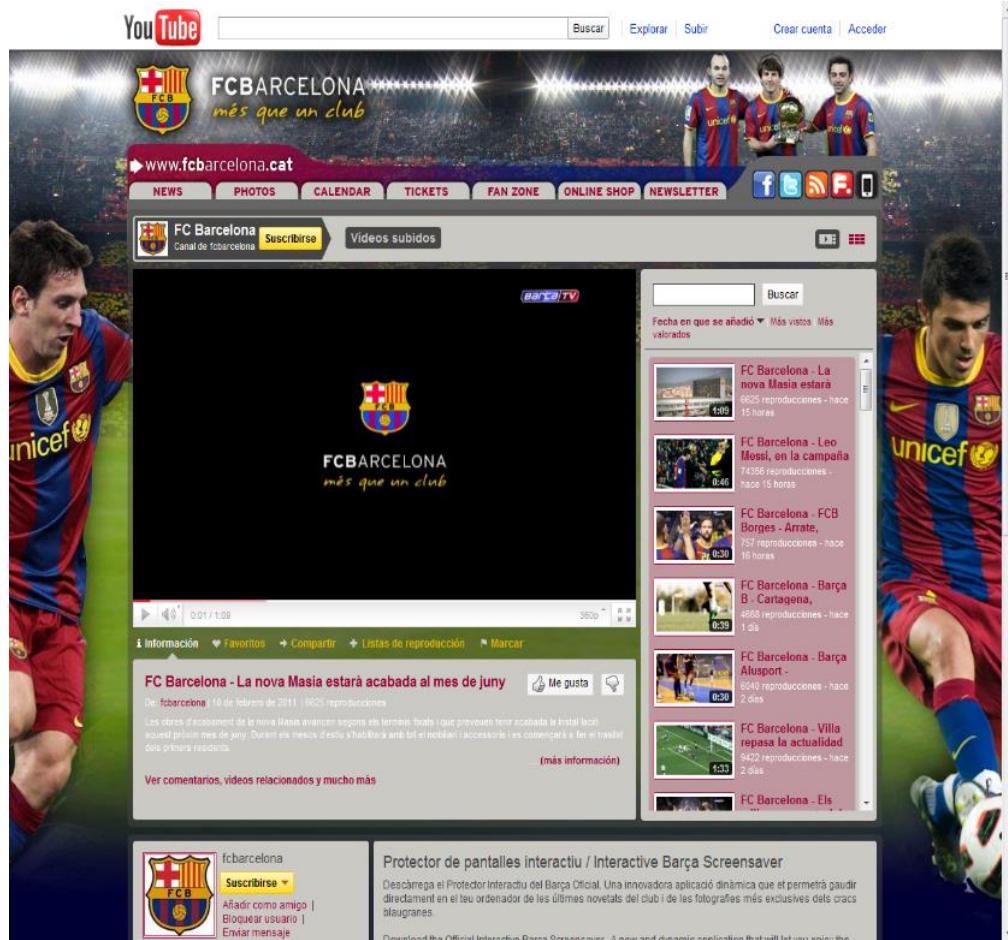 You Tube
Buscar
Explorar
Subir
Crear cuenta
Acceder
FCB
FCBARCELONA
més que un club
www.fcbarcelona.cat
NEWS
PHOTOS
CALENDAR
TICKETS
FAN ZONE
ONLINE SHOP
NEWSLETTER
FC Barcelona
Canal de fcbarcelona
Suscribirse
Vídeos subidos
unicef
unicef
Barça TV
FCB
FCBARCELONA
més que un club
0:01 / 1:09
360p
Buscar
Fecha en que se añadió
Más vistos
Más
valorados
FC Barcelona - La
nova Masia estarà
6625 reproducciones - hace
15 horas
1:09
FC Barcelona - Leo
Messi, en la campaña
74356 reproducciones -
hace 15 horas
0:46
FC Barcelona - FCB
Borges - Arrate,
757 reproducciones - hace
16 horas
0:30
FC Barcelona - Barça
B - Cartagena,
4668 reproducciones - hace
1 día
0:39
FC Barcelona - Barça
Alusport -
6040 reproducciones - hace
2 días
0:30
FC Barcelona - Villa
repasa la actualidad
9422 reproducciones - hace
2 días
1:33
FC Barcelona - Els
Información
Favoritos
Compartir
Listas de reproducción
Marcar
FC Barcelona - La nova Masia estarà acabada al mes de juny
Me gusta
De: fcbarcelona | 10 de febrero de 2011 | 6625 reproducciones
Les obres d'acabament de la nova Masia avancen segons els terminis fixats i que preveuen tenir acabada la instal·lació
aquest pròxim mes de juny. Durant els mesos d'estiu s'habilitarà amb tot el mobiliari i accessoris i es començarà a fer el trasllat
dels primers residents.
(más información)
Ver comentarios, vídeos relacionados y mucho más
FCB
fcbarcelona
Suscribirse
Añadir como amigo |
Bloquear usuario |
Enviar mensaje
Protector de pantalles interactiu / Interactive Barça Screensaver
Descàrrega el Protector Interactiu del Barça Oficial. Una innovadora aplicació dinàmica que et permetrà gaudir
directament en el teu ordenador de les últimes novetats del club i de les fotografies més exclusives dels cracs
blaugranes.
Download the Official Interactive Barça Screensaver. A new and dynamic application that will let you enjoy the